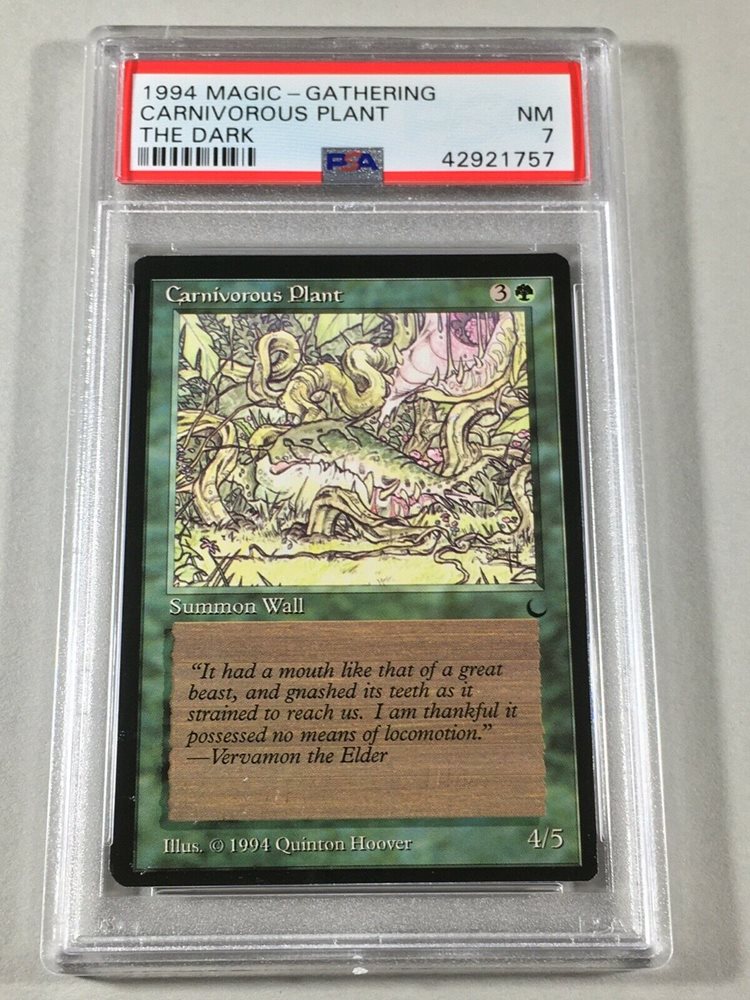 1994 MAGIC - GATHERING
CARNIVOROUS PLANT NM
THE DARK 7
PSA 42921757
Carnivorous Plant 3
Summon Wall
"It had a mouth like that of a great
beast, and gnashed its teeth as it
strained to reach us. I am thankful it
possessed no means of locomotion."
—Vervamon the Elder
Illus. © 1994 Quinton Hoover 4/5